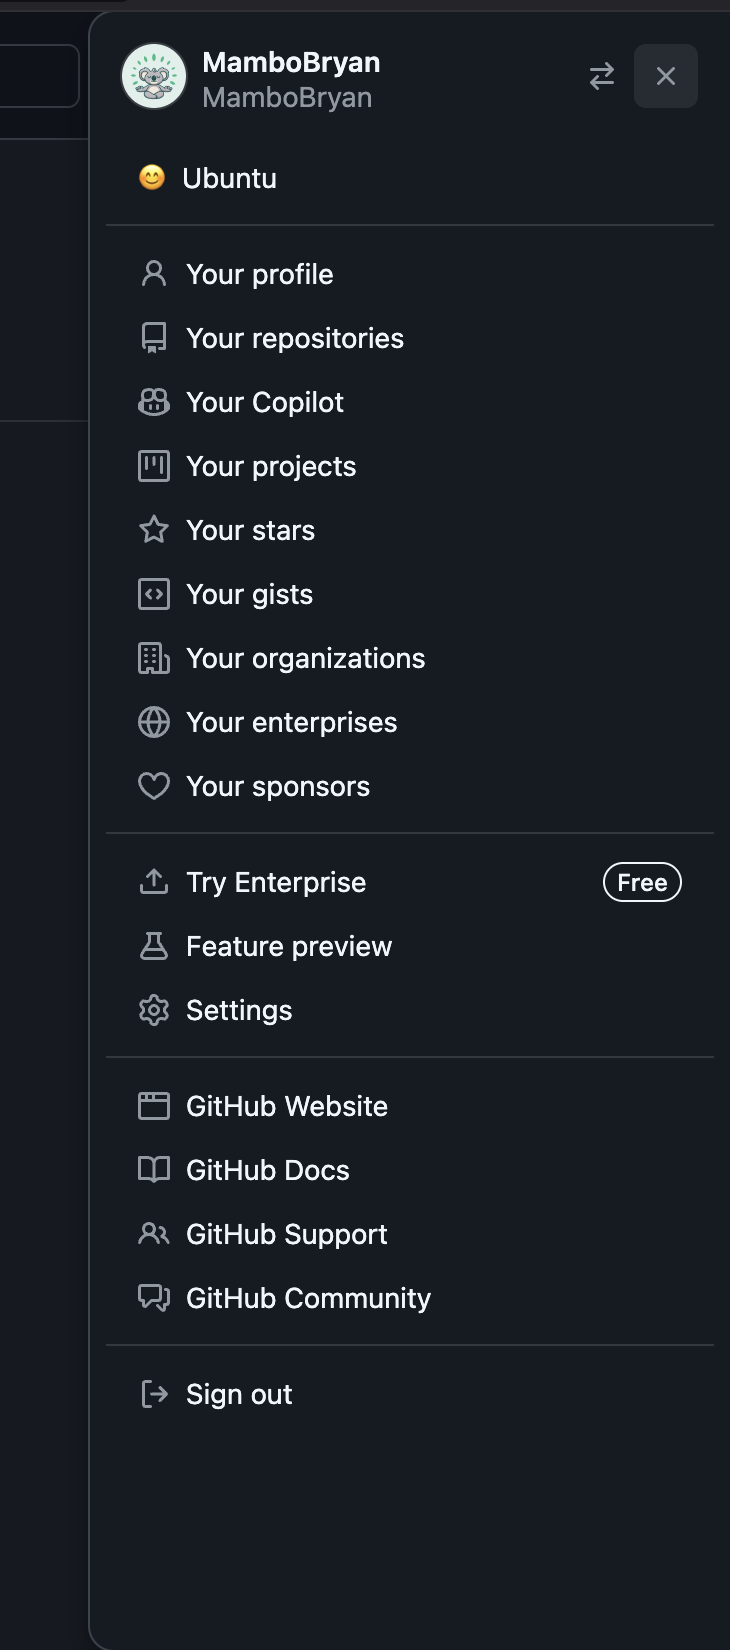 MamboBryan
MamboBryan
Ubuntu
Your profile
Your repositories
Your Copilot
Your projects
Your stars
Your gists
Your organizations
Your enterprises
Your sponsors
Try Enterprise Free
Feature preview
Settings
GitHub Website
GitHub Docs
GitHub Support
GitHub Community
Sign out